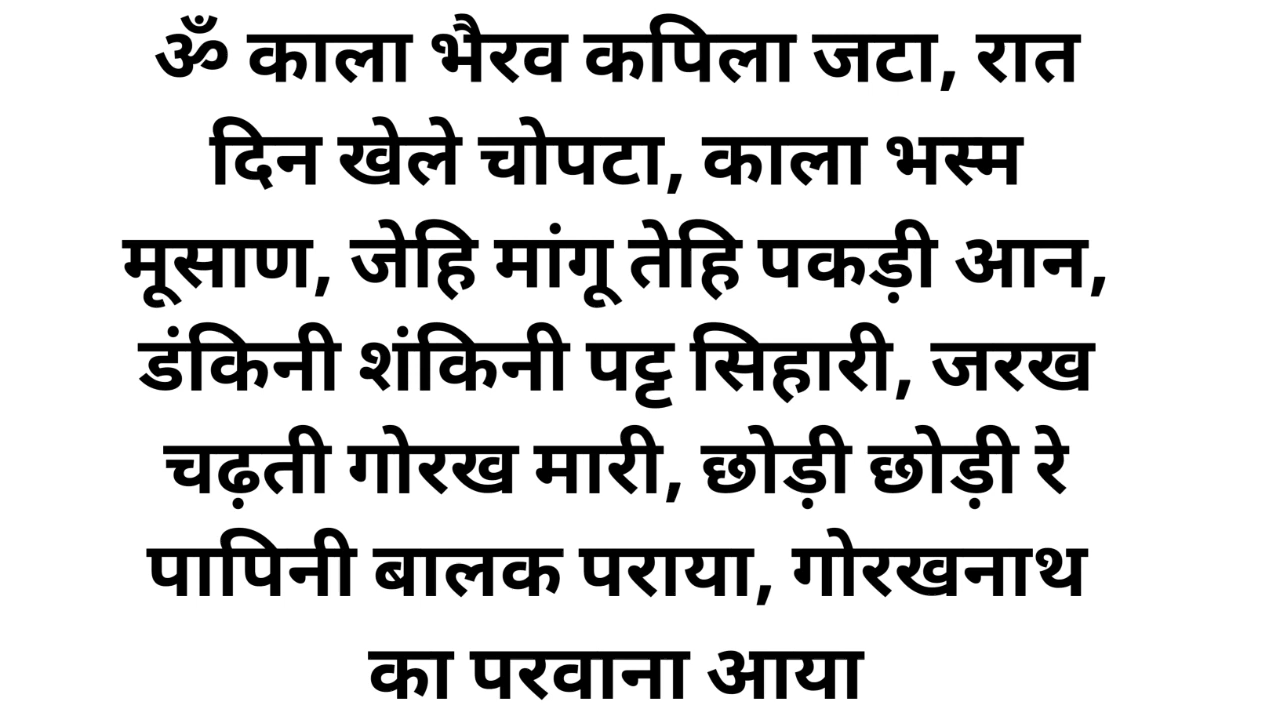 ॐ काला भैरव कपिला जटा, रात
दिन खेले चोपटा, काला भस्म
मूसाण, जेहि मांगू तेहि पकड़ी आन,
डंकिनी शंकिनी पट्ट सिहारी, जरख
चढ़ती गोरख मारी, छोड़ी छोड़ी रे
पापिनी बालक पराया, गोरखनाथ
का परवाना आया